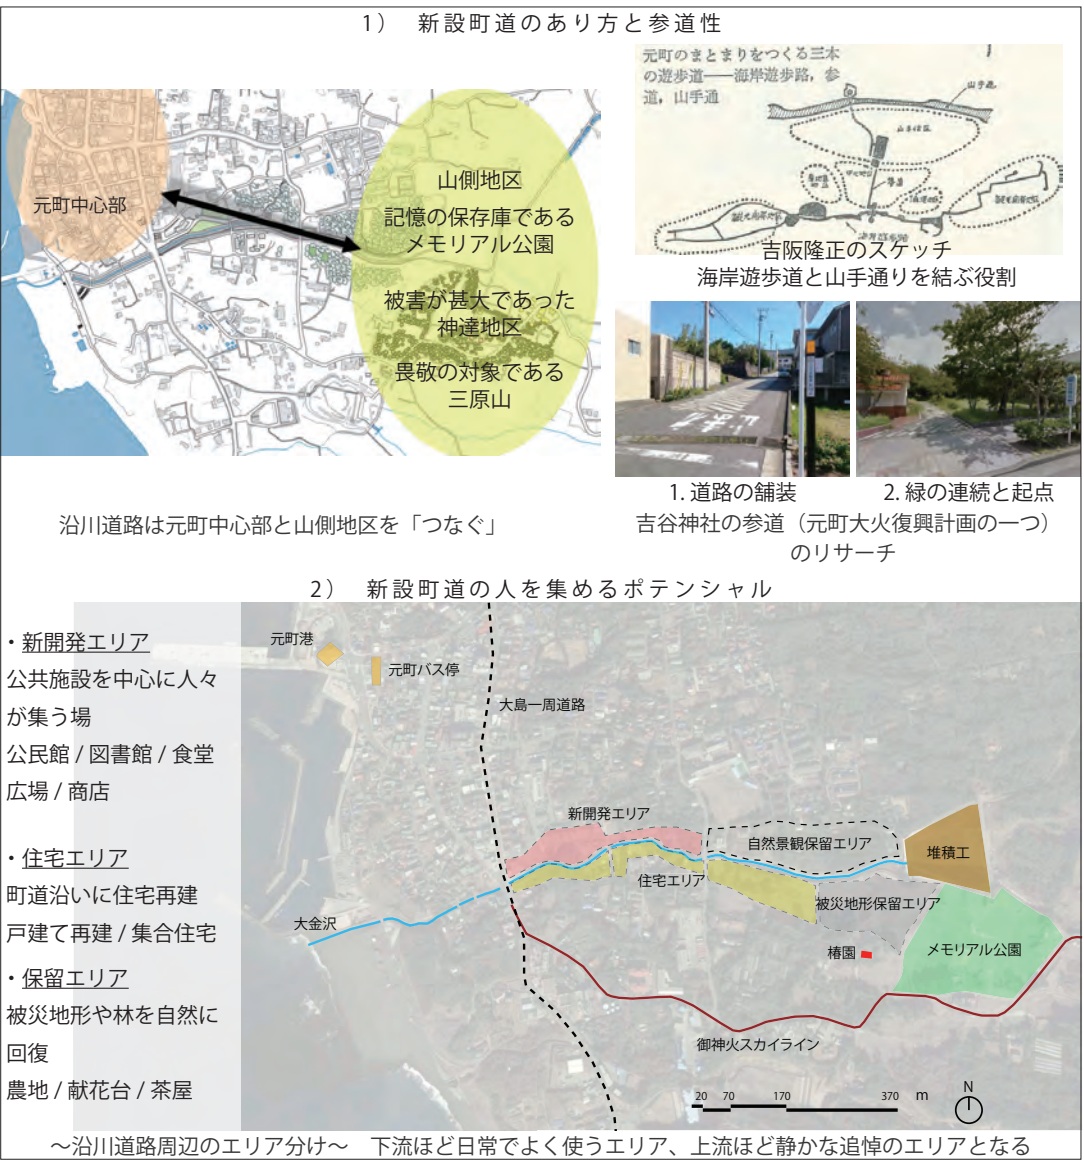 1） 新設町道のあり方と参道性
元町中心部
山側地区
記憶の保存庫である
メモリアル公園
被害が甚大であった
神達地区
畏敬の対象である
三原山
沿川道路は元町中心部と山側地区を「つなぐ」
元町のまとまりをつくる三本
の遊歩道――海岸遊歩路，参
道，山手通
山手通
参道
海岸遊歩路
吉阪隆正のスケッチ
海岸遊歩道と山手通りを結ぶ役割
1. 道路の舗装
2. 緑の連続と起点
吉谷神社の参道（元町大火復興計画の一つ）
のリサーチ
2） 新設町道の人を集めるポテンシャル
・新開発エリア
公共施設を中心に人々
が集う場
公民館 / 図書館 / 食堂
広場 / 商店
・住宅エリア
町道沿いに住宅再建
戸建て再建 / 集合住宅
・保留エリア
被災地形や林を自然に
回復
農地 / 献花台 / 茶屋
元町港
元町バス停
大島一周道路
新開発エリア
自然景観保留エリア
堆積工
住宅エリア
被災地形保留エリア
大金沢
椿園
メモリアル公園
御神火スカイライン
20 70 170 370 m
N
〜沿川道路周辺のエリア分け〜 下流ほど日常でよく使うエリア、上流ほど静かな追悼のエリアとなる